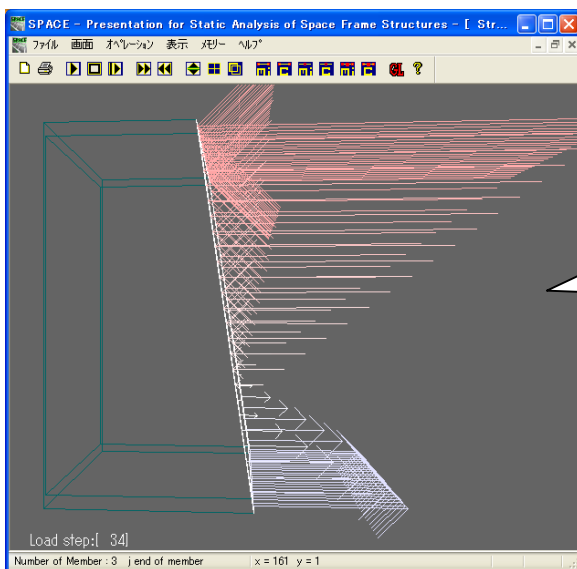 SPACE - Presentation for Static Analysis of Space Frame Structures - [ Str
ファイル 画面 オペレーション 表示 メモリー ヘルプ
GL ?
Load step:[ 34]
Number of Member : 3 j end of member x = 161 y = 1